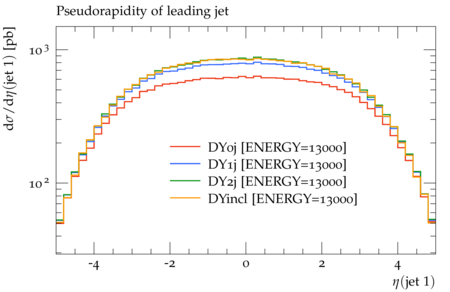 Pseudorapidity of leading jet
dσ/dη(jet 1) [pb]
10³
10²
DY0j [ENERGY=13000]
DY1j [ENERGY=13000]
DY2j [ENERGY=13000]
DYincl [ENERGY=13000]
-4 -2 0 2 4
η(jet 1)